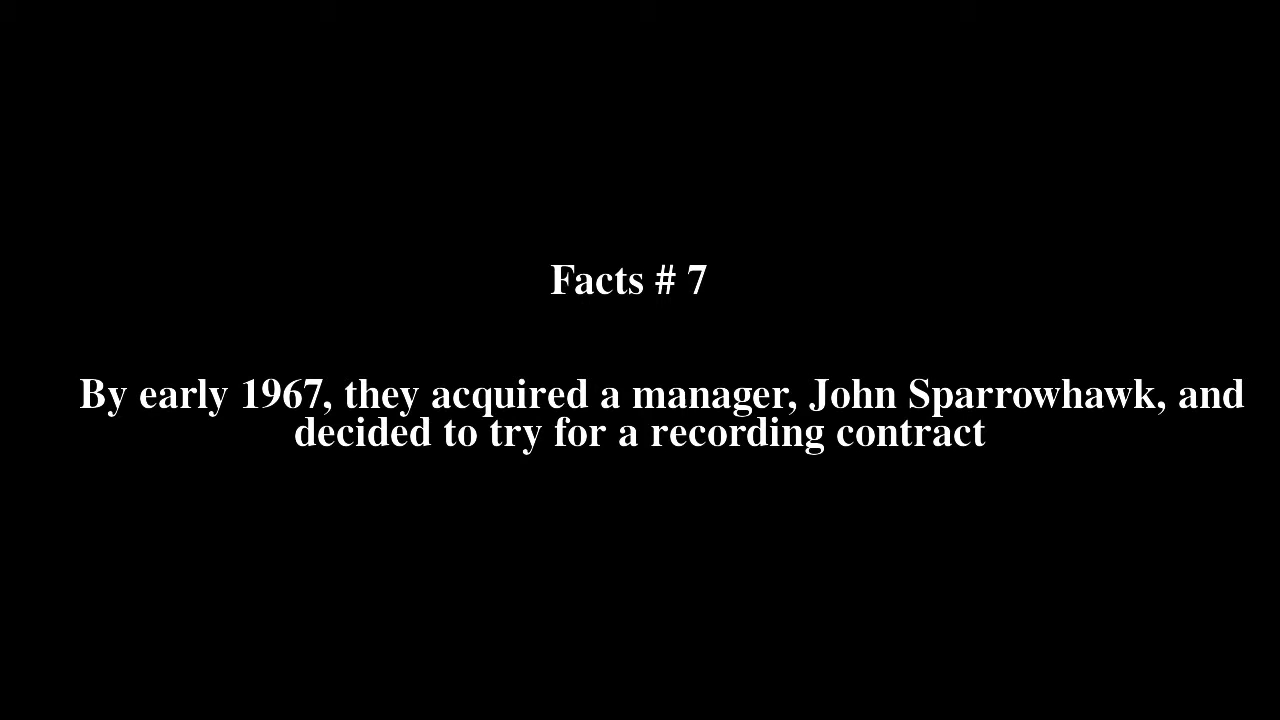 Facts # 7
By early 1967, they acquired a manager, John Sparrowhawk, and
decided to try for a recording contract